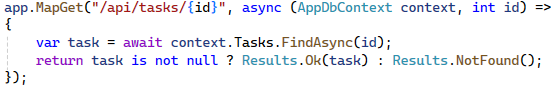 app.MapGet("/api/tasks/{id}", async (AppDbContext context, int id) =>
{
    var task = await context.Tasks.FindAsync(id);
    return task is not null ? Results.Ok(task) : Results.NotFound();
});